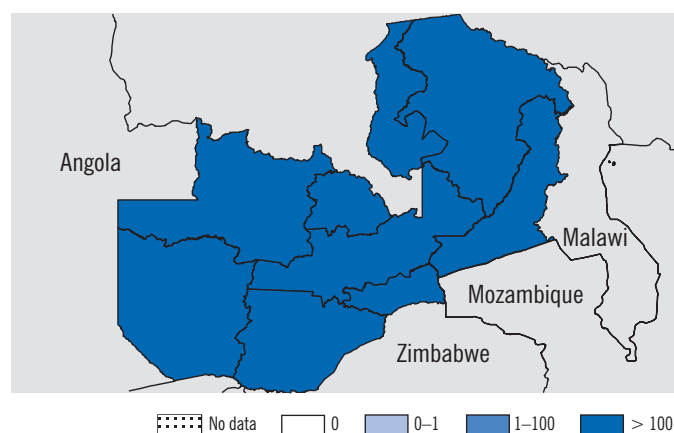 Angola
Malawi
Mozambique
Zimbabwe
No data 0 0–1 1–100 > 100